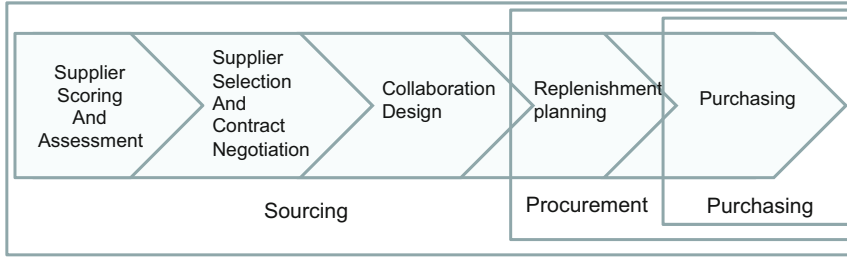 Supplier
Scoring
And
Assessment
Supplier
Selection
And
Contract
Negotiation
Collaboration
Design
Replenishment
planning
Purchasing
Sourcing
Procurement
Purchasing